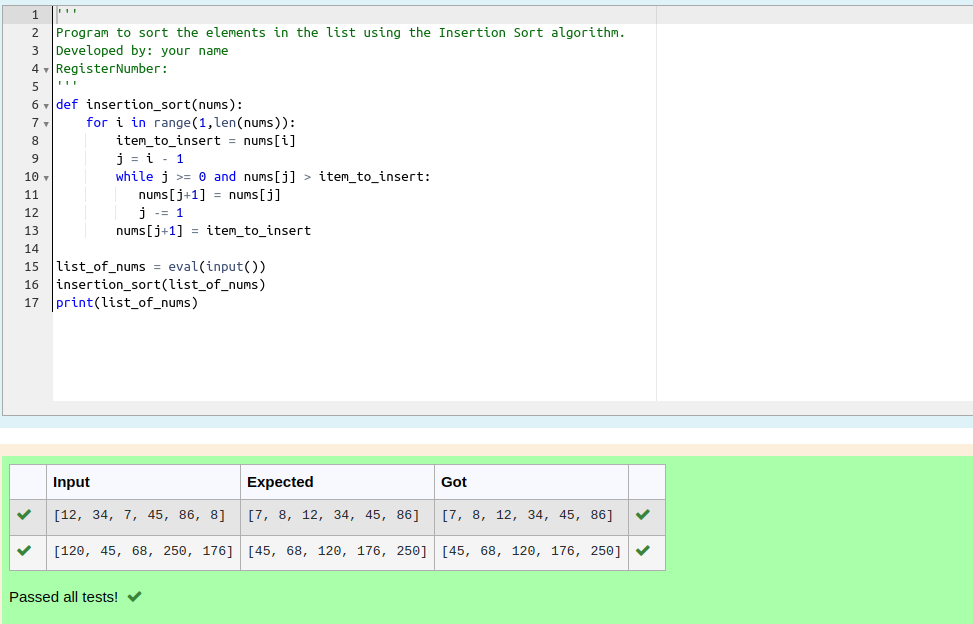 1 '''
2 Program to sort the elements in the list using the Insertion Sort algorithm.
3 Developed by: your name
4 RegisterNumber:
5 '''
6 def insertion_sort(nums):
7     for i in range(1,len(nums)):
8         item_to_insert = nums[i]
9         j = i - 1
10         while j >= 0 and nums[j] > item_to_insert:
11            nums[j+1] = nums[j]
12            j -= 1
13         nums[j+1] = item_to_insert
14
15 list_of_nums = eval(input())
16 insertion_sort(list_of_nums)
17 print(list_of_nums)
Input Expected Got
[12, 34, 7, 45, 86, 8] [7, 8, 12, 34, 45, 86] [7, 8, 12, 34, 45, 86]
[120, 45, 68, 250, 176] [45, 68, 120, 176, 250] [45, 68, 120, 176, 250]
Passed all tests!